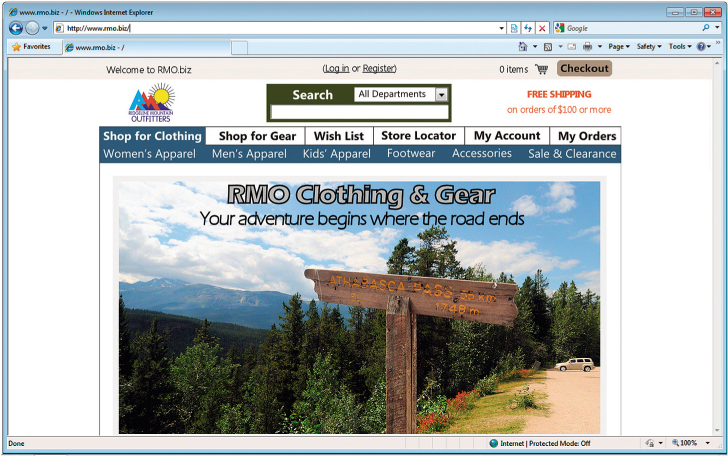 www.rmo.biz - / - Windows Internet Explorer
http://www.rmo.biz/
Google
Favorites
www.rmo.biz - /
Page Safety Tools
Welcome to RMO.biz
(Log in or Register)
0 items
Checkout
RIDGELINE MOUNTAIN
OUTFITTERS
Search
All Departments
FREE SHIPPING
on orders of $100 or more
Shop for Clothing
Shop for Gear
Wish List
Store Locator
My Account
My Orders
Women's Apparel
Men's Apparel
Kids' Apparel
Footwear
Accessories
Sale & Clearance
RMO Clothing & Gear
Your adventure begins where the road ends
ATHABASCA PASS 20 km
1748 m
Done
Internet | Protected Mode: Off
100%